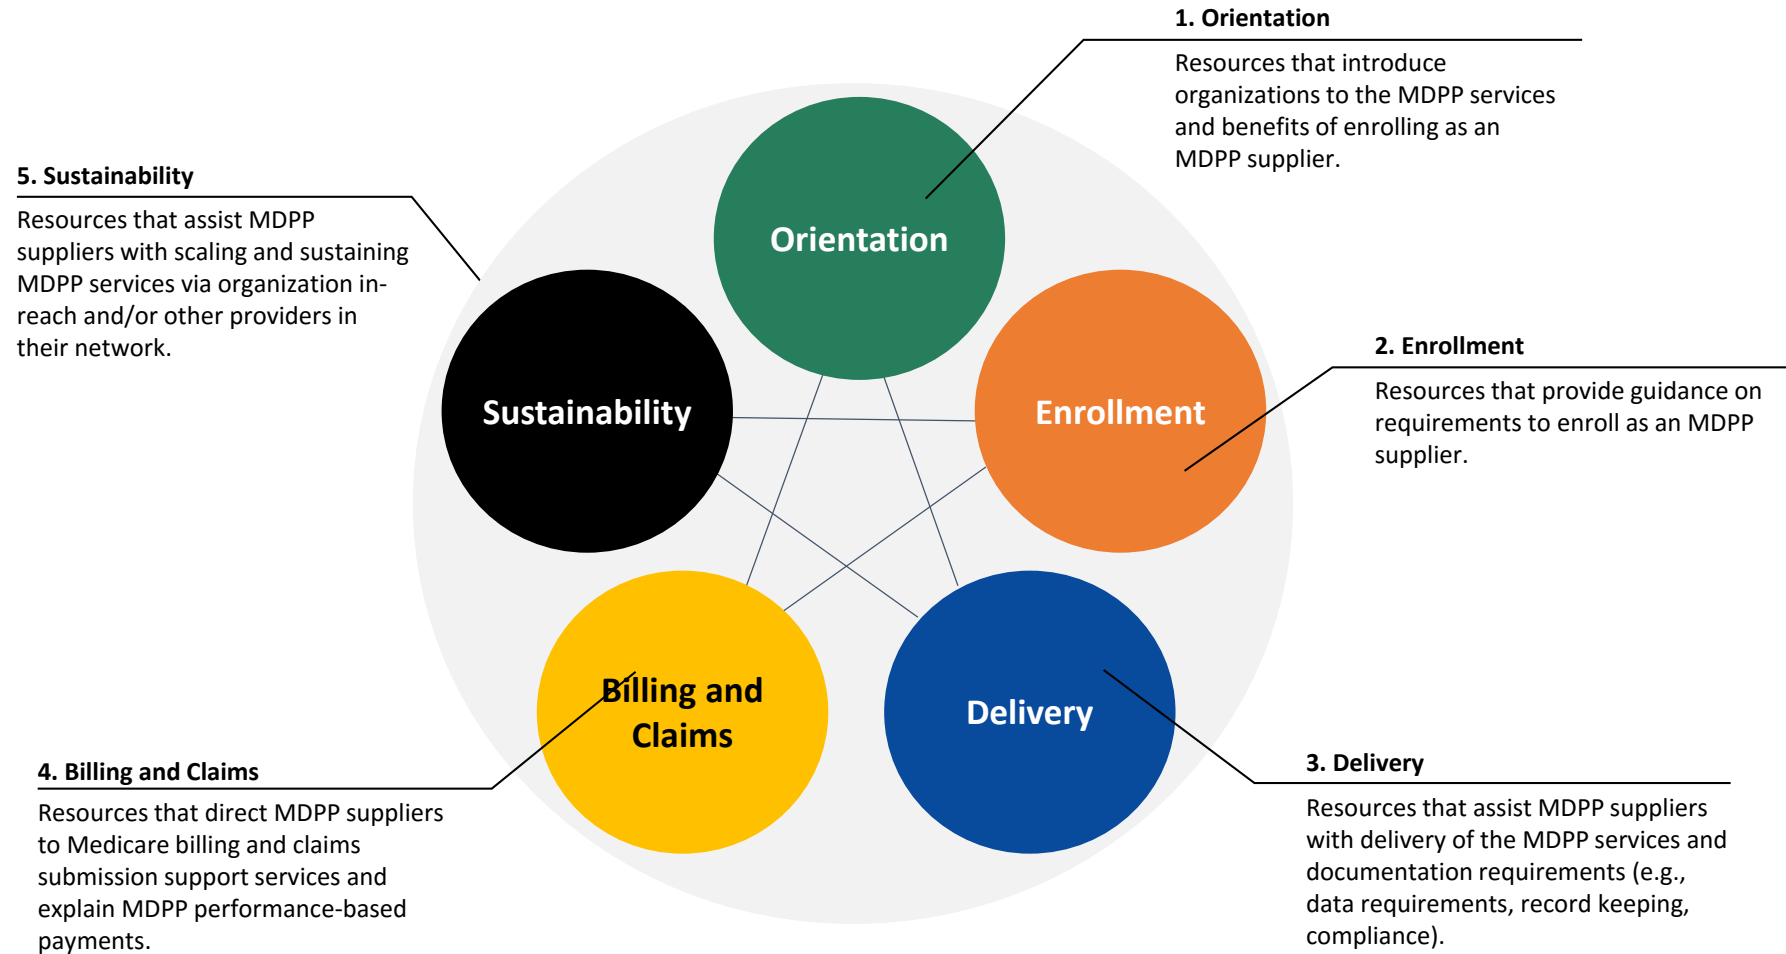 1. Orientation
Resources that introduce
organizations to the MDPP services
and benefits of enrolling as an
MDPP supplier.
5. Sustainability
Resources that assist MDPP
suppliers with scaling and sustaining
MDPP services via organization in-
reach and/or other providers in
their network.
Orientation
Sustainability
Enrollment
2. Enrollment
Resources that provide guidance on
requirements to enroll as an MDPP
supplier.
Billing and
Claims
Delivery
4. Billing and Claims
Resources that direct MDPP suppliers
to Medicare billing and claims
submission support services and
explain MDPP performance-based
payments.
3. Delivery
Resources that assist MDPP suppliers
with delivery of the MDPP services and
documentation requirements (e.g.,
data requirements, record keeping,
compliance).